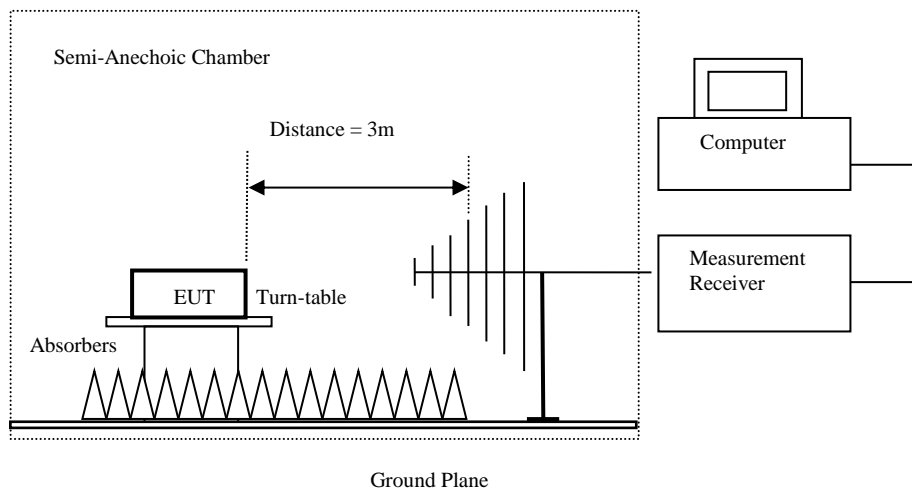 Semi-Anechoic Chamber
Distance = 3m
Computer
Measurement
Receiver
EUT
Turn-table
Absorbers
Ground Plane